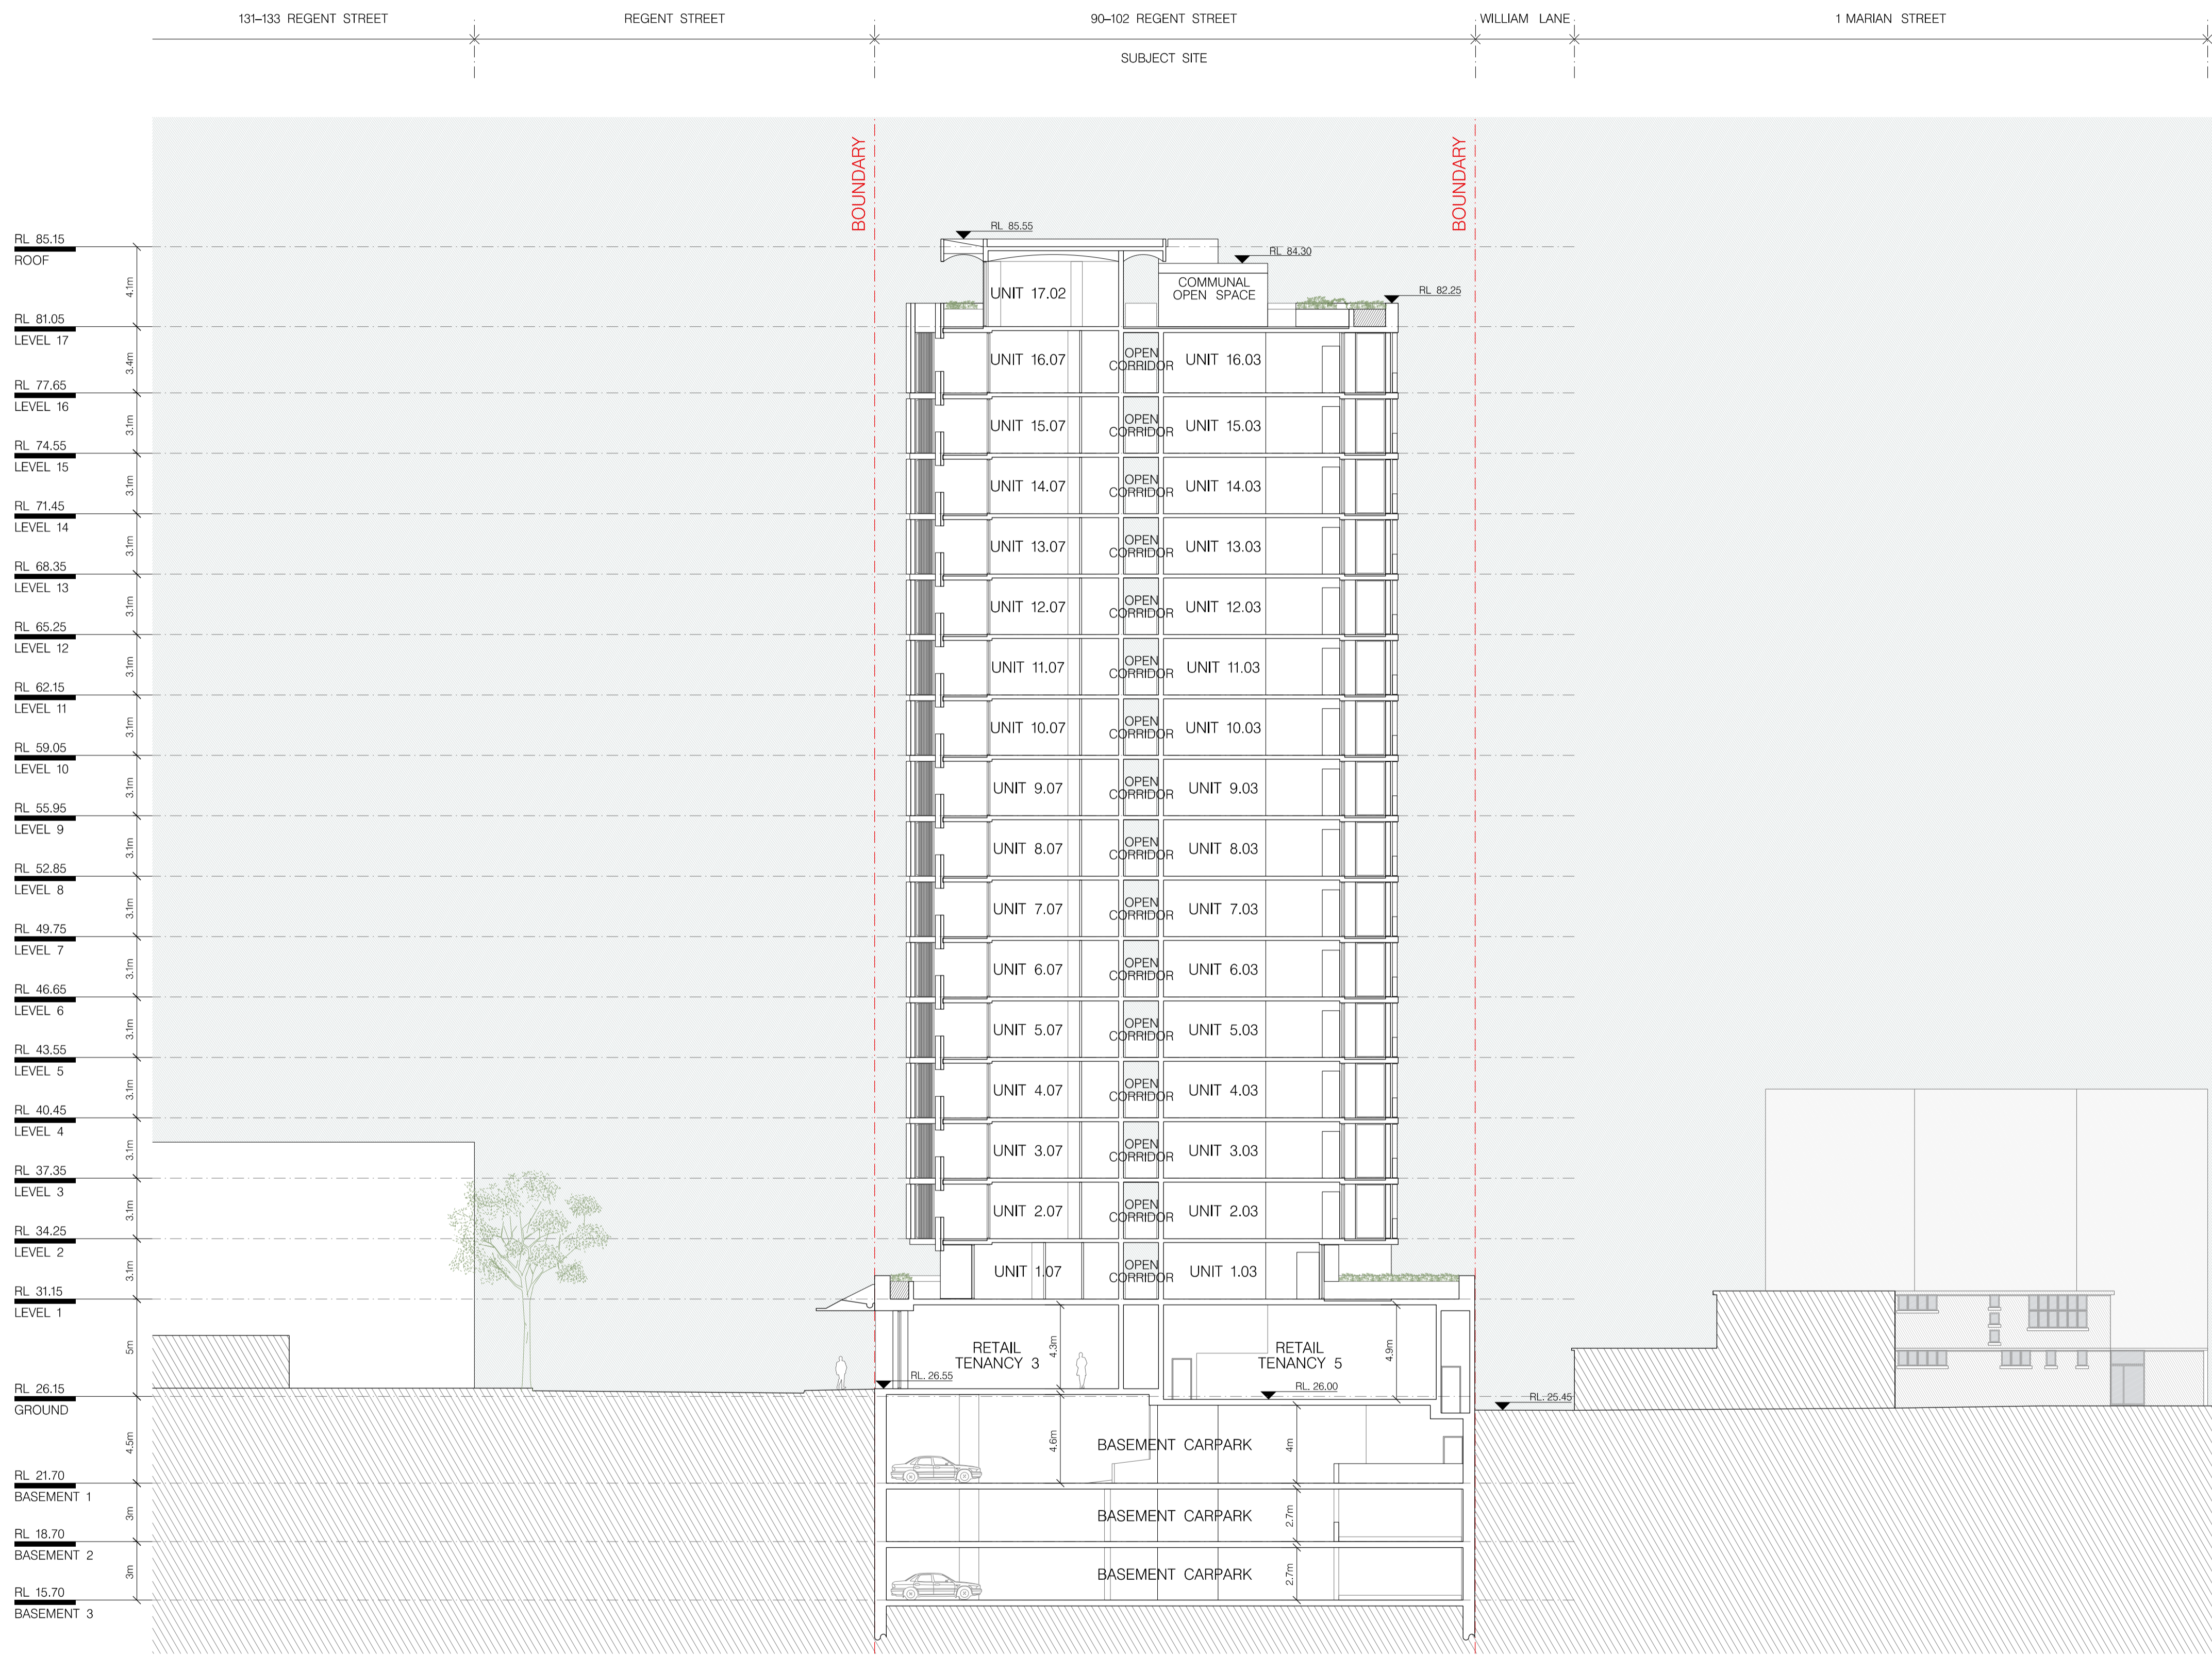 131–133 REGENT STREET
REGENT STREET
90–102 REGENT STREET
WILLIAM LANE
1 MARIAN STREET
SUBJECT SITE
BOUNDARY
BOUNDARY
RL 85.55
RL 85.15
ROOF
RL 84.30
4.1m
UNIT 17.02
COMMUNAL
OPEN SPACE
RL 82.25
RL 81.05
LEVEL 17
3.4m
UNIT 16.07
OPEN
CORRIDOR
UNIT 16.03
RL 77.65
LEVEL 16
3.1m
UNIT 15.07
OPEN
CORRIDOR
UNIT 15.03
RL 74.55
LEVEL 15
3.1m
UNIT 14.07
OPEN
CORRIDOR
UNIT 14.03
RL 71.45
LEVEL 14
3.1m
UNIT 13.07
OPEN
CORRIDOR
UNIT 13.03
RL 68.35
LEVEL 13
3.1m
UNIT 12.07
OPEN
CORRIDOR
UNIT 12.03
RL 65.25
LEVEL 12
3.1m
UNIT 11.07
OPEN
CORRIDOR
UNIT 11.03
RL 62.15
LEVEL 11
3.1m
UNIT 10.07
OPEN
CORRIDOR
UNIT 10.03
RL 59.05
LEVEL 10
3.1m
UNIT 9.07
OPEN
CORRIDOR
UNIT 9.03
RL 55.95
LEVEL 9
3.1m
UNIT 8.07
OPEN
CORRIDOR
UNIT 8.03
RL 52.85
LEVEL 8
3.1m
UNIT 7.07
OPEN
CORRIDOR
UNIT 7.03
RL 49.75
LEVEL 7
3.1m
UNIT 6.07
OPEN
CORRIDOR
UNIT 6.03
RL 46.65
LEVEL 6
3.1m
UNIT 5.07
OPEN
CORRIDOR
UNIT 5.03
RL 43.55
LEVEL 5
3.1m
UNIT 4.07
OPEN
CORRIDOR
UNIT 4.03
RL 40.45
LEVEL 4
3.1m
UNIT 3.07
OPEN
CORRIDOR
UNIT 3.03
RL 37.35
LEVEL 3
3.1m
UNIT 2.07
OPEN
CORRIDOR
UNIT 2.03
RL 34.25
LEVEL 2
3.1m
UNIT 1.07
OPEN
CORRIDOR
UNIT 1.03
RL 31.15
LEVEL 1
5m
RETAIL
TENANCY 3
4.3m
RETAIL
TENANCY 5
4.9m
RL. 26.55
RL. 26.00
RL. 25.45
RL 26.15
GROUND
4.5m
4.6m
BASEMENT CARPARK
4m
RL 21.70
BASEMENT 1
3m
BASEMENT CARPARK
2.7m
RL 18.70
BASEMENT 2
3m
BASEMENT CARPARK
2.7m
RL 15.70
BASEMENT 3